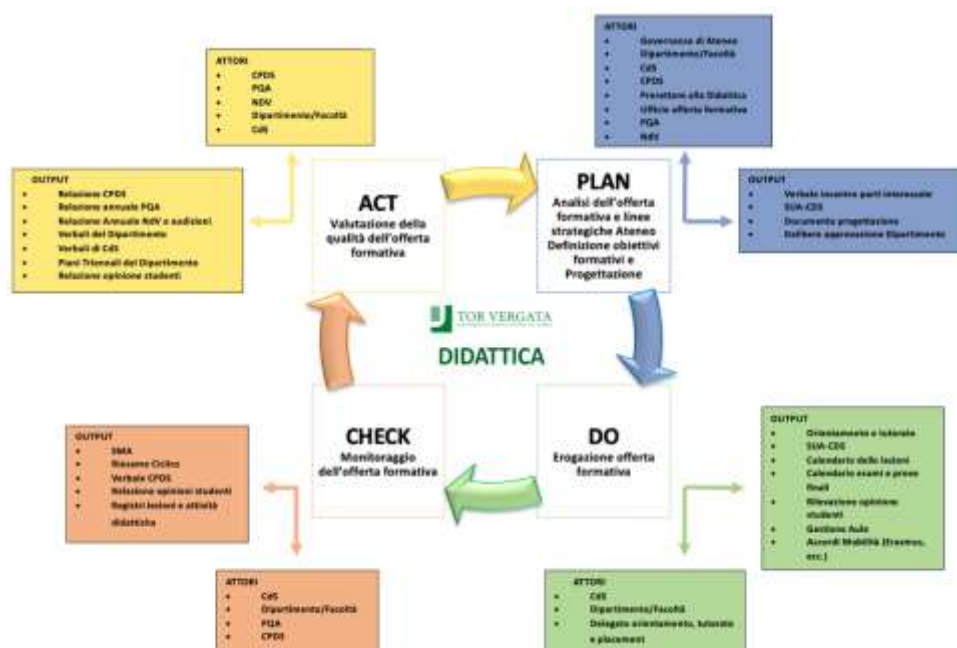 ATTORI
• CPDS
• PQA
• NDV
• Dipartimento/Facoltà
• CdS
ATTORI
• Governance di Ateneo
• Dipartimento/Facoltà
• CdS
• CPDS
• Prorettore alla Didattica
• Ufficio offerta formativa
• PQA
• NdV
OUTPUT
• Relazione CPDS
• Relazione annuale PQA
• Relazione Annuale NdV e audizioni
• Verbali del Dipartimento
• Verbali di CdS
• Piani Triennali del Dipartimento
• Relazione opinione studenti
ACT
Valutazione della
qualità dell'offerta
formativa
PLAN
Analisi dell'offerta
formativa e linee
strategiche Ateneo
Definizione obiettivi
formativi e
Progettazione
OUTPUT
• Verbale incontro parti interessate
• SUA-CDS
• Documento progettazione
• Delibera approvazione Dipartimento
TOR VERGATA
DIDATTICA
CHECK
Monitoraggio
dell'offerta formativa
DO
Erogazione offerta
formativa
OUTPUT
• SMA
• Riesame Ciclico
• Verbale CPDS
• Relazione opinioni studenti
• Registri lezioni e attività
didattiche
OUTPUT
• Orientamento e tutorato
• SUA-CDS
• Calendario delle lezioni
• Calendario esami e prove
finali
• Rilevazione opinione
studenti
• Gestione Aule
• Accordi Mobilità (Erasmus,
ecc.)
ATTORI
• CdS
• Dipartimento/Facoltà
• PQA
• CPDS
ATTORI
• CdS
• Dipartimento/Facoltà
• Delegato orientamento, tutorato
e placement